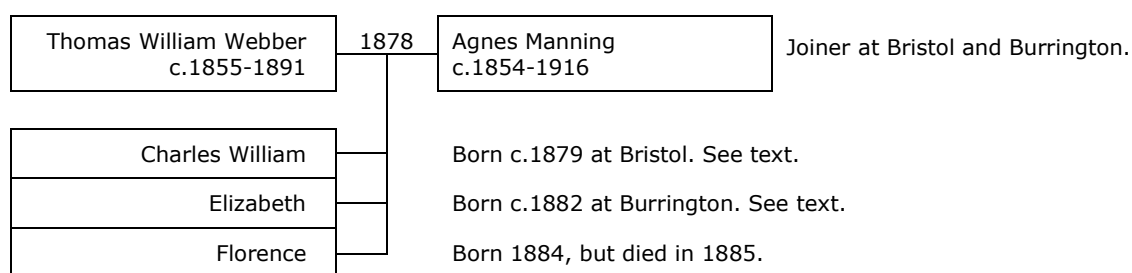 Thomas William Webber 1878 Agnes Manning Joiner at Bristol and Burrington.
c.1855-1891 c.1854-1916
Charles William Born c.1879 at Bristol. See text.
Elizabeth Born c.1882 at Burrington. See text.
Florence Born 1884, but died in 1885.